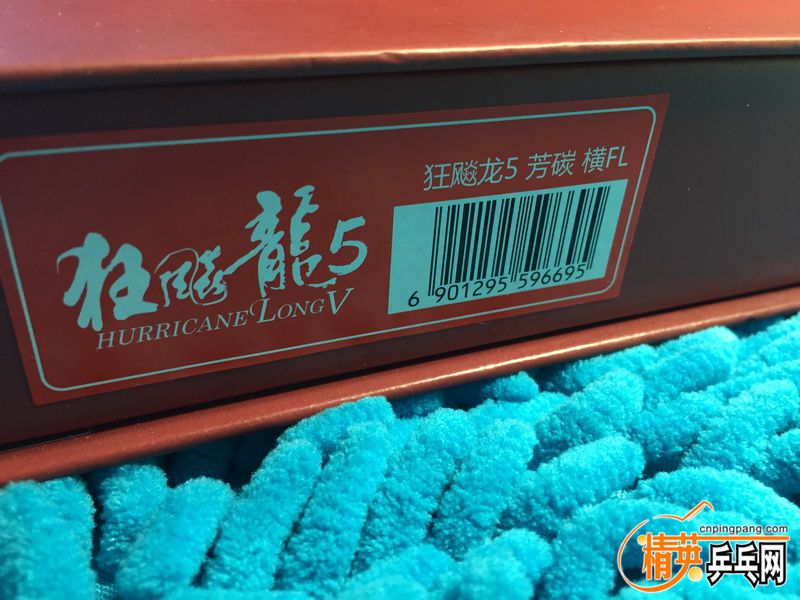 狂飚龙5 芳碳 横FL
狂飚龍5
HURRICANE LONG V
6 901295 596695
cnpingpang.com
精英乒乓网